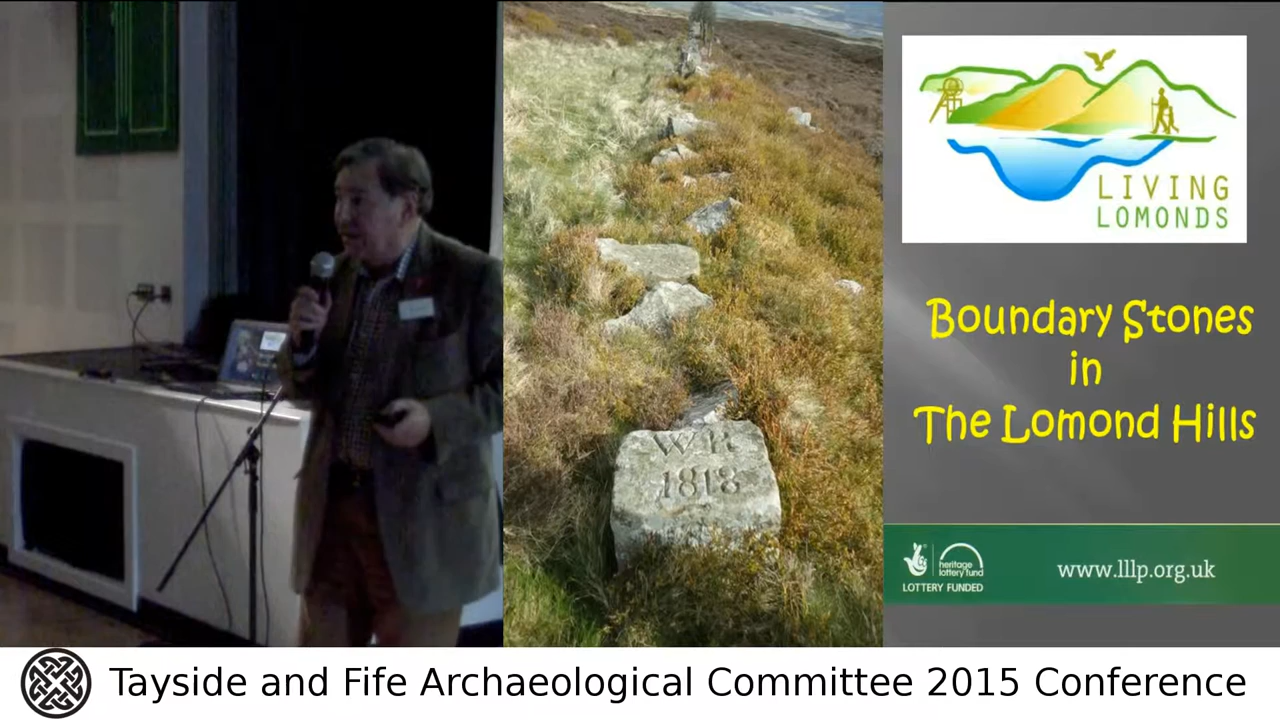 W.R
1818
LIVING
LOMONDS
Boundary Stones
in
The Lomond Hills
heritage
lottery fund
LOTTERY FUNDED
www.lllp.org.uk
Tayside and Fife Archaeological Committee 2015 Conference